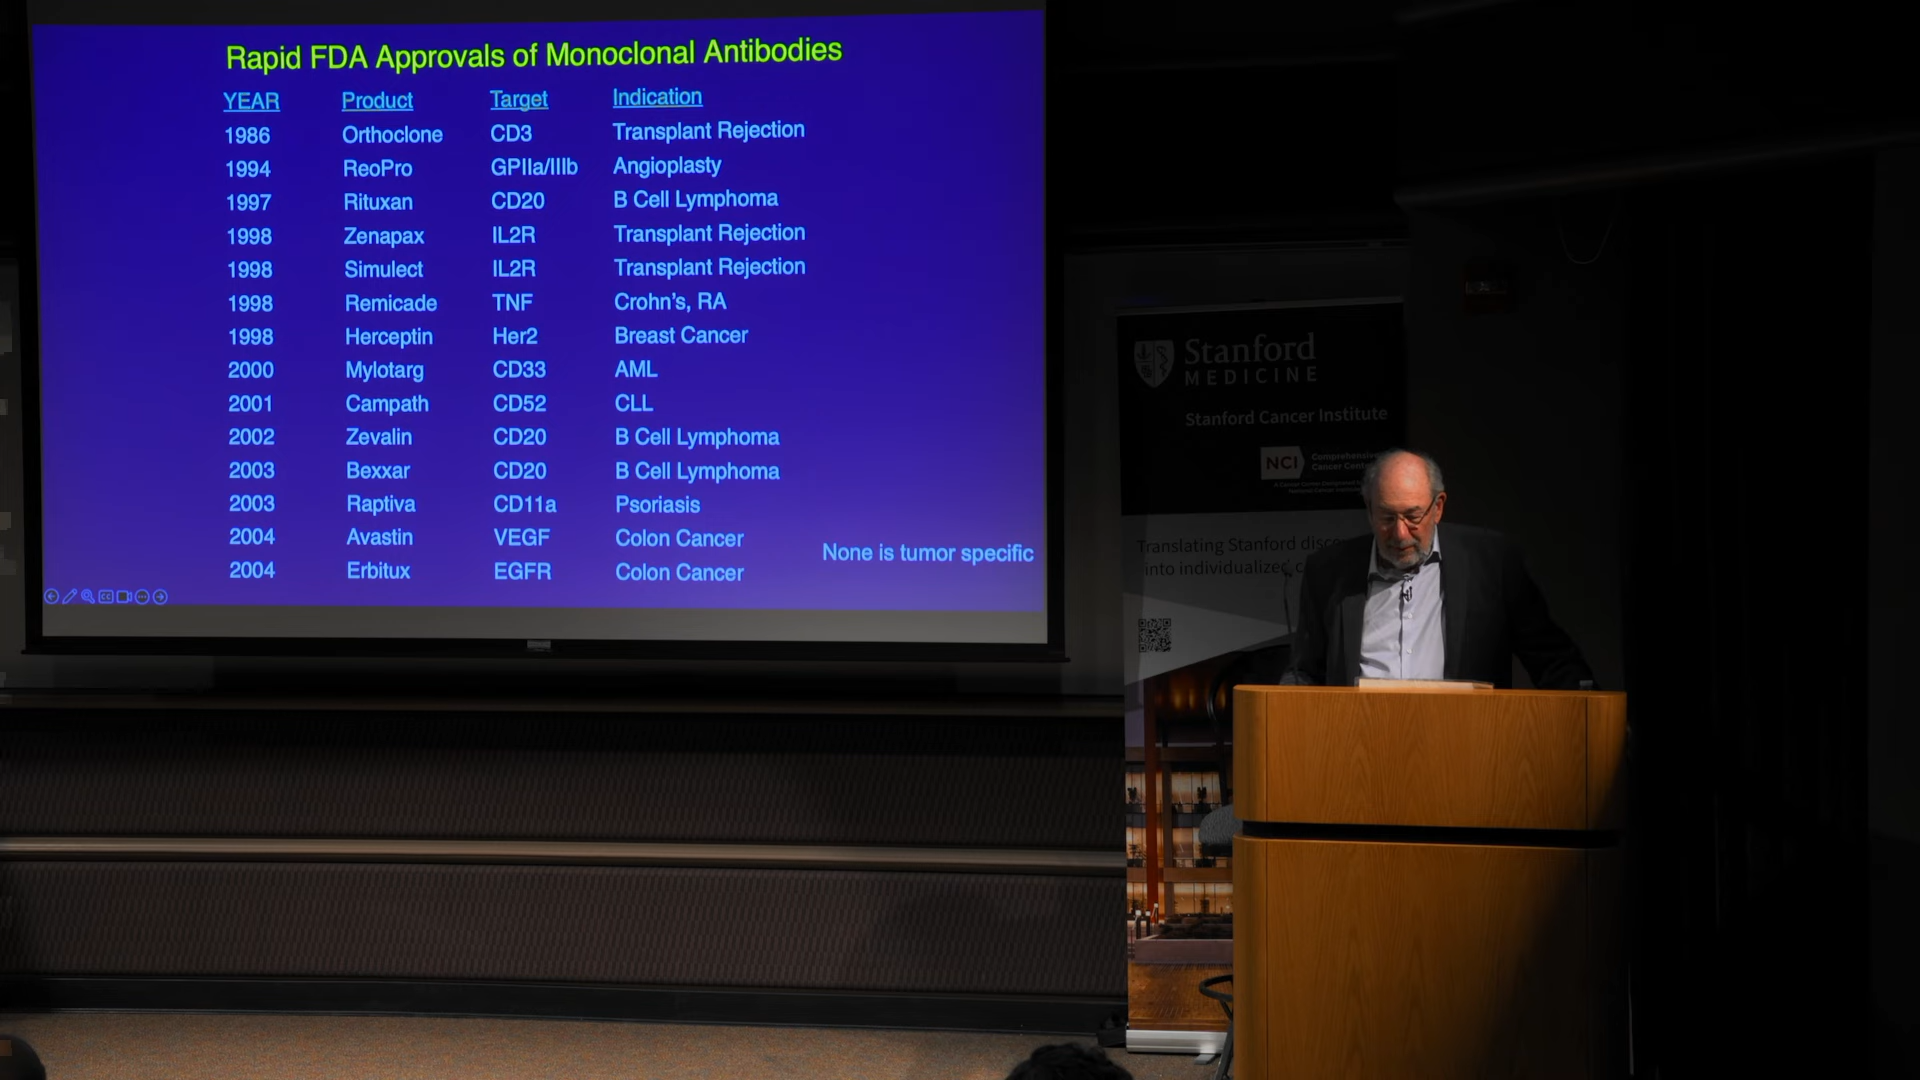 Rapid FDA Approvals of Monoclonal Antibodies
YEAR Product Target Indication
1986 Orthoclone CD3 Transplant Rejection
1994 ReoPro GPIIa/IIIb Angioplasty
1997 Rituxan CD20 B Cell Lymphoma
1998 Zenapax IL2R Transplant Rejection
1998 Simulect IL2R Transplant Rejection
1998 Remicade TNF Crohn's, RA
1998 Herceptin Her2 Breast Cancer
2000 Mylotarg CD33 AML
2001 Campath CD52 CLL
2002 Zevalin CD20 B Cell Lymphoma
2003 Bexxar CD20 B Cell Lymphoma
2003 Raptiva CD11a Psoriasis
2004 Avastin VEGF Colon Cancer
None is tumor specific
2004 Erbitux EGFR Colon Cancer
CC
Stanford
MEDICINE
Stanford Cancer Institute
NCI
Comprehensive
Cancer
Translating Stanford
into individualized